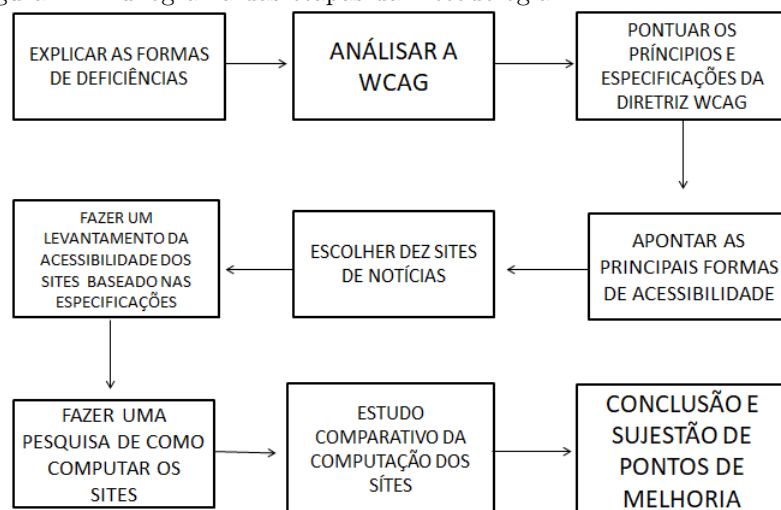 EXPLICAR AS FORMAS
DE DEFICIÊNCIAS
ANÁLISAR A
WCAG
PONTUAR OS
PRÍNCIPIOS E
ESPECIFICAÇÕES DA
DIRETRIZ WCAG
APONTAR AS
PRINCIPAIS FORMAS
DE ACESSIBILIDADE
ESCOLHER DEZ SITES
DE NOTÍCIAS
FAZER UM
LEVANTAMENTO DA
ACESSIBILIDADE DOS
SITES BASEADO NAS
ESPECIFICAÇÕES
FAZER UMA
PESQUISA DE COMO
COMPUTAR OS
SITES
ESTUDO
COMPARATIVO DA
COMPUTAÇÃO DOS
SÍTES
CONCLUSÃO E
SUJESTÃO DE
PONTOS DE
MELHORIA